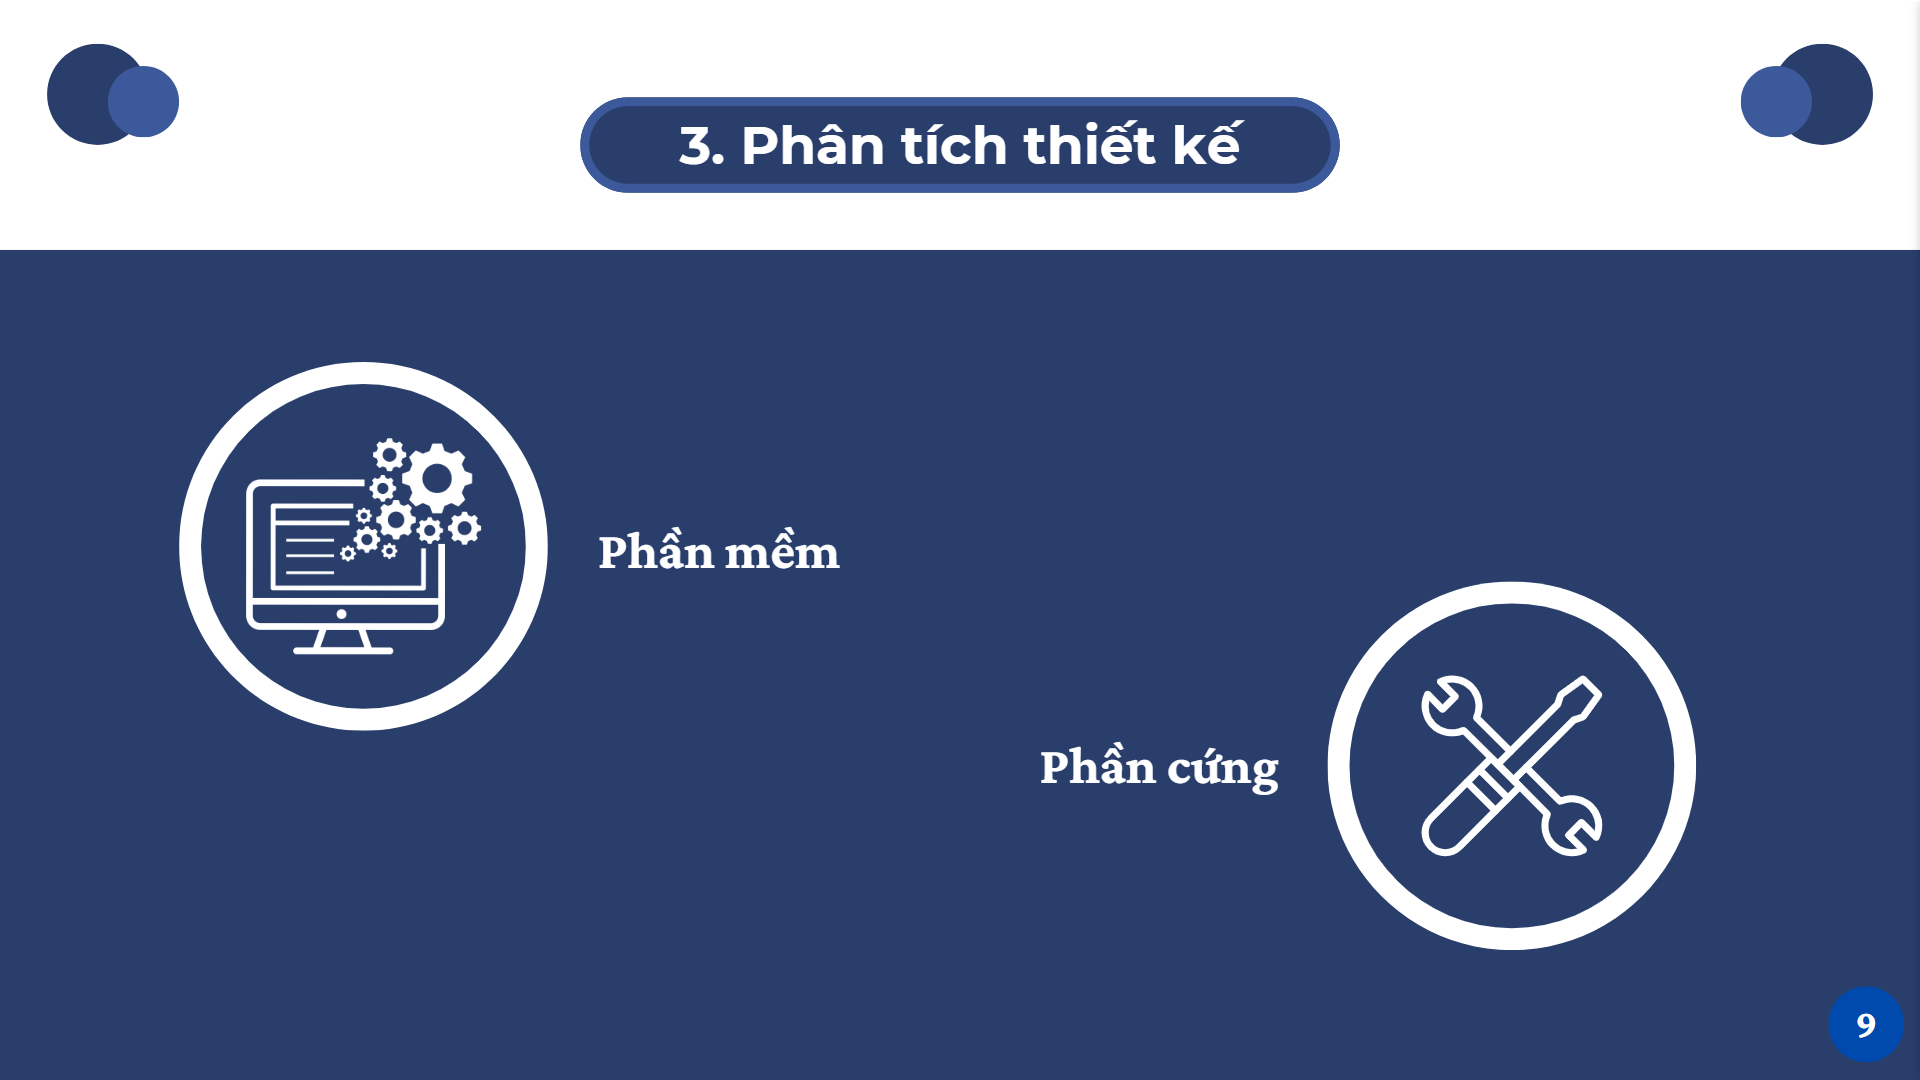 3. Phân tích thiết kế
Phần mềm
Phần cứng
9